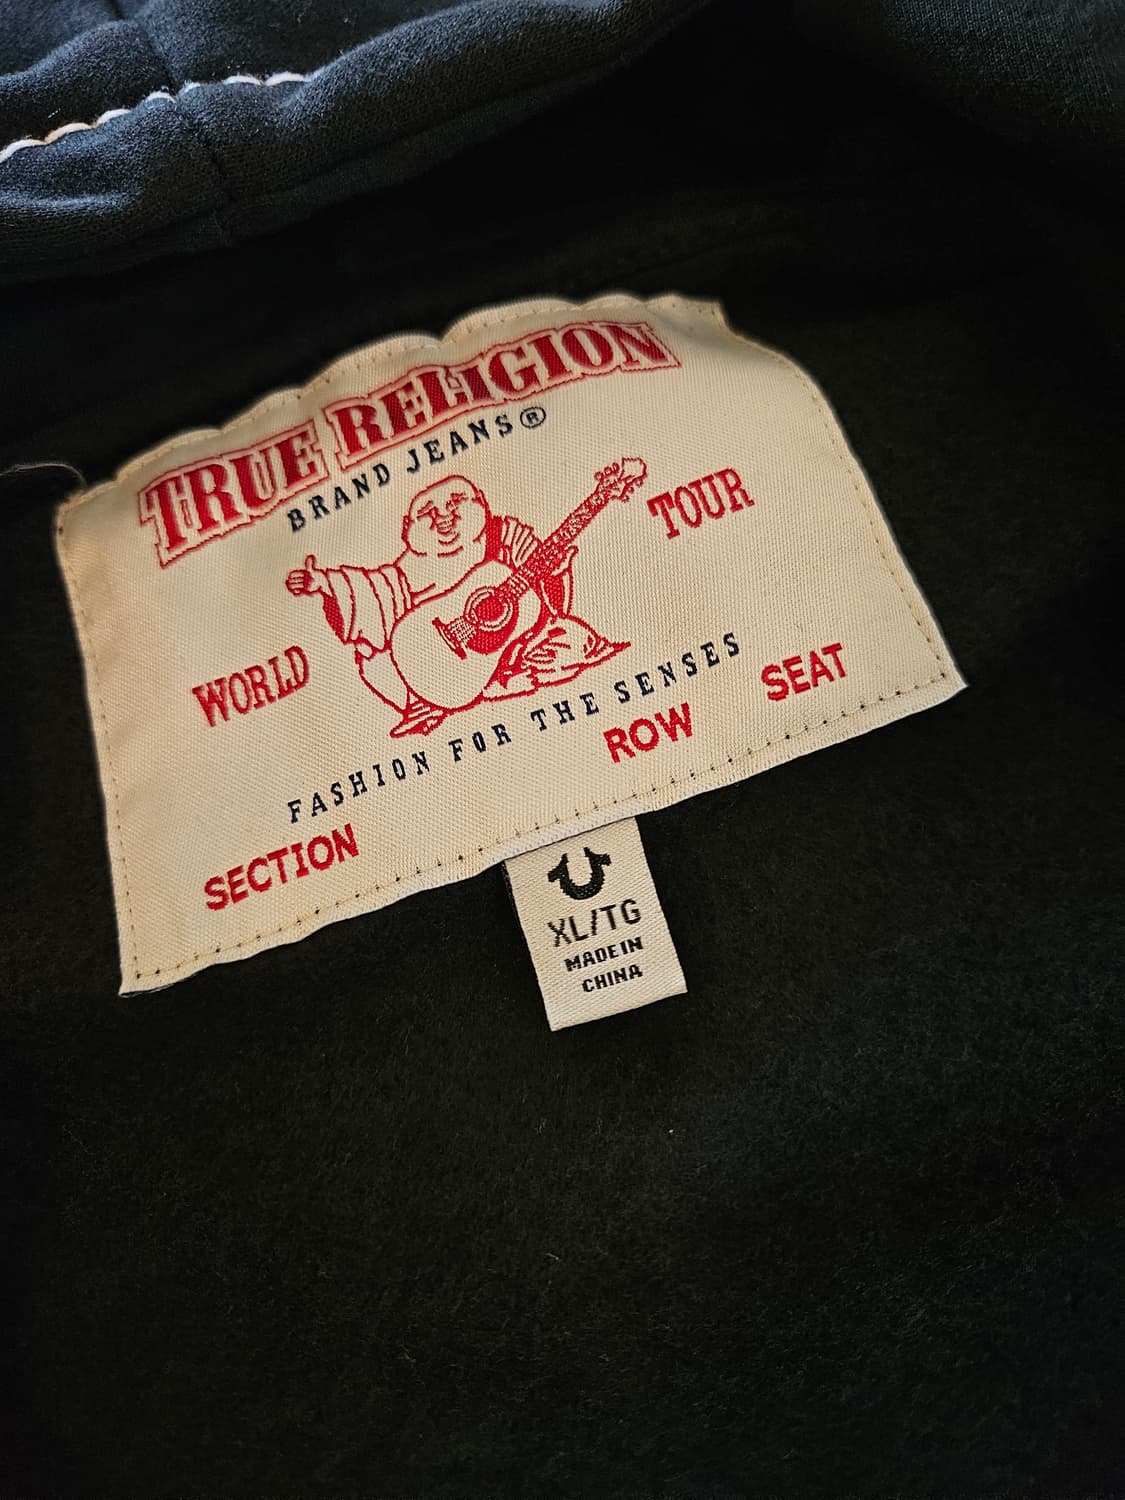 TRUE RELIGION
BRAND JEANS®
WORLD TOUR
FASHION FOR THE SENSES
SECTION ROW SEAT
XL/TG
MADE IN
CHINA